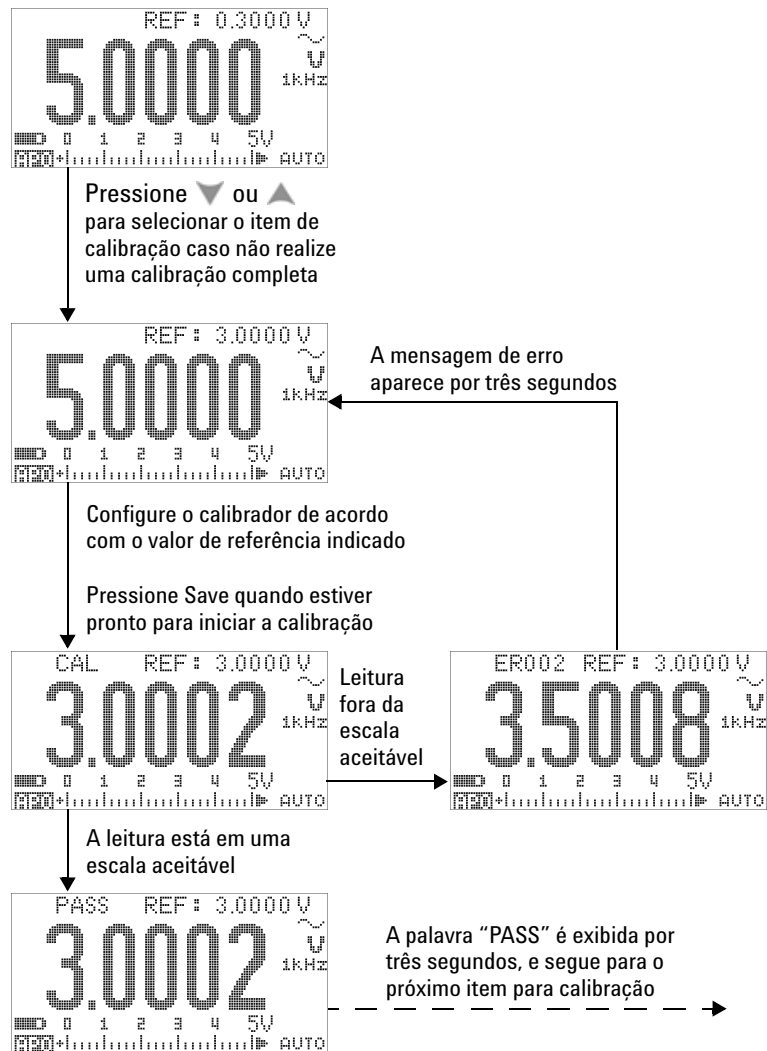 REF: 0.3000 V
5.0000
V
1kHz
0 1 2 3 4 5V
APO AUTO
Pressione ou
para selecionar o item de
calibração caso não realize
uma calibração completa
REF: 3.0000 V
5.0000
V
1kHz
0 1 2 3 4 5V
APO AUTO
A mensagem de erro
aparece por três segundos
Configure o calibrador de acordo
com o valor de referência indicado
Pressione Save quando estiver
pronto para iniciar a calibração
CAL REF: 3.0000 V
3.0002
V
1kHz
0 1 2 3 4 5V
APO AUTO
Leitura
fora da
escala
aceitável
ER002 REF: 3.0000 V
3.5008
V
1kHz
0 1 2 3 4 5V
APO AUTO
A leitura está em uma
escala aceitável
PASS REF: 3.0000 V
3.0002
V
1kHz
0 1 2 3 4 5V
APO AUTO
A palavra “PASS” é exibida por
três segundos, e segue para o
próximo item para calibração